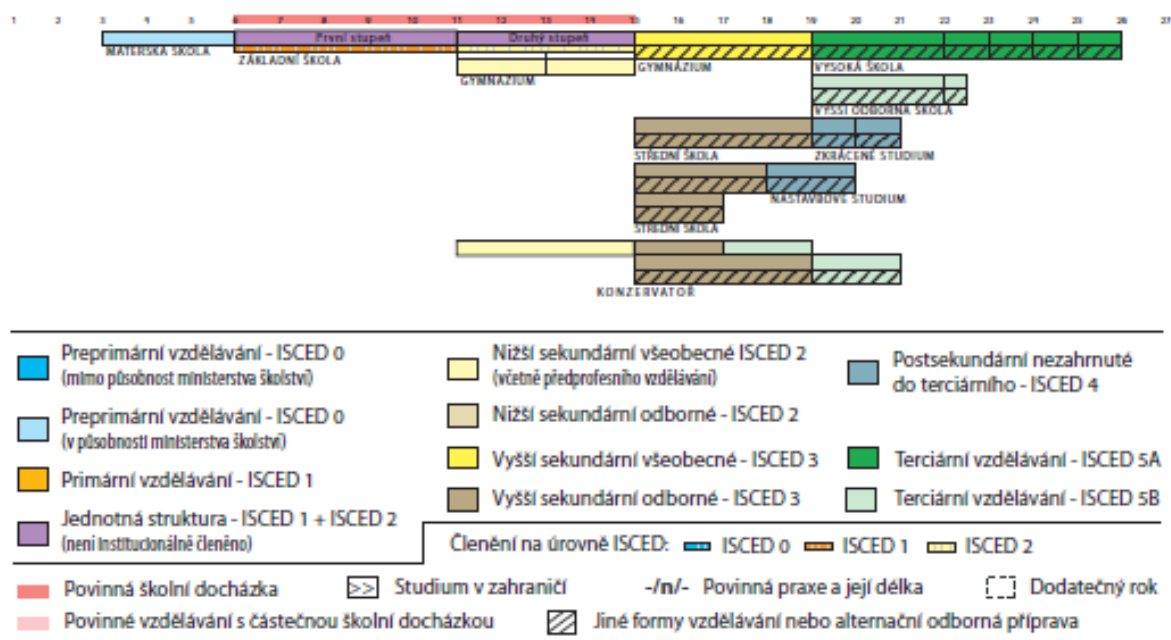 1 2 3 4 5 6 7 8 9 10 11 12 13 14 15 16 17 18 19 20 21 22 23 24 25 26 27
První stupeň Druhý stupeň
MATEŘSKÁ ŠKOLA ZÁKLADNÍ ŠKOLA GYMNÁZIUM GYMNÁZIUM VYSOKÁ ŠKOLA
VYŠŠÍ ODBORNÁ ŠKOLA
STŘEDNÍ ŠKOLA ZKRÁCENÉ STUDIUM
NÁSTAVBOVÉ STUDIUM
STŘEDNÍ ŠKOLA
KONZERVATOŘ
Preprimární vzdělávání - ISCED 0
(mimo působnost ministerstva školství)
Preprimární vzdělávání - ISCED 0
(v působnosti ministerstva školství)
Primární vzdělávání - ISCED 1
Jednotná struktura - ISCED 1 + ISCED 2
(není institucionálně členěno)
Nižší sekundární všeobecné ISCED 2
(včetně předprofesního vzdělávání)
Nižší sekundární odborné - ISCED 2
Vyšší sekundární všeobecné - ISCED 3
Vyšší sekundární odborné - ISCED 3
Postsekundární nezahrnuté
do terciárního - ISCED 4
Terciární vzdělávání - ISCED 5A
Terciární vzdělávání - ISCED 5B
Členění na úrovně ISCED: ISCED 0 ISCED 1 ISCED 2
Povinná školní docházka >> Studium v zahraničí -/n/- Povinná praxe a její délka Dodatečný rok
Povinné vzdělávání s částečnou školní docházkou Jiné formy vzdělávání nebo alternační odborná příprava